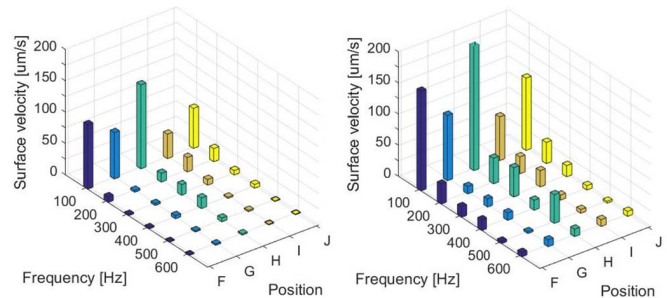 200
150
100
50
0
Surface velocity [um/s]
100
200
300
400
500
600
Frequency [Hz]
F
G
H
I
J
Position
200
150
100
50
0
Surface velocity [um/s]
100
200
300
400
500
600
Frequency [Hz]
F
G
H
I
J
Position